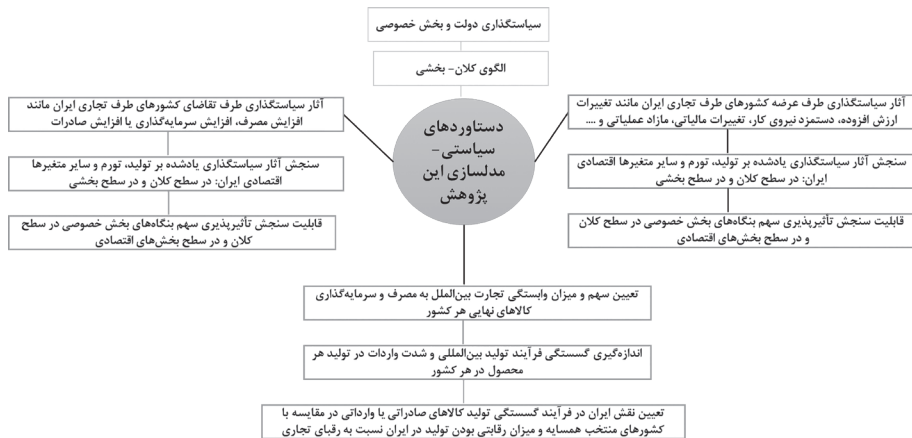 سیاستگذاری دولت و بخش خصوصی
الگوی کلان- بخشی
دستاوردهای
سیاستی-
مدلسازی این
پژوهش
آثار سیاستگذاری طرف عرضه کشورهای طرف تجاری ایران مانند تغییرات
ارزش افزوده، دستمزد نیروی کار، تغییرات مالیاتی، مازاد عملیاتی و ....
سنجش آثار سیاستگذاری یادشده بر تولید، تورم و سایر متغیرها اقتصادی
ایران: در سطح کلان و در سطح بخشی
قابلیت سنجش تأثیرپذیری سهم بنگاه‌های بخش خصوصی در سطح کلان
و در سطح بخش‌های اقتصادی
آثار سیاستگذاری طرف تقاضای کشورهای طرف تجاری ایران مانند
افزایش مصرف، افزایش سرمایه‌گذاری یا افزایش صادرات
سنجش آثار سیاستگذاری یادشده بر تولید، تورم و سایر متغیرها
اقتصادی ایران: در سطح کلان و در سطح بخشی
قابلیت سنجش تأثیرپذیری سهم بنگاه‌های بخش خصوصی در سطح
کلان و در سطح بخش‌های اقتصادی
تعیین سهم و میزان وابستگی تجارت بین‌الملل به مصرف و سرمایه‌گذاری
کالاهای نهایی هر کشور
اندازه‌گیری گسستگی فرآیند تولید بین‌المللی و شدت واردات در تولید هر
محصول در هر کشور
تعیین نقش ایران در فرآیند گسستگی تولید کالاهای صادراتی یا وارداتی در مقایسه با
کشورهای منتخب همسایه و میزان رقابتی بودن تولید در ایران نسبت به رقبای تجاری